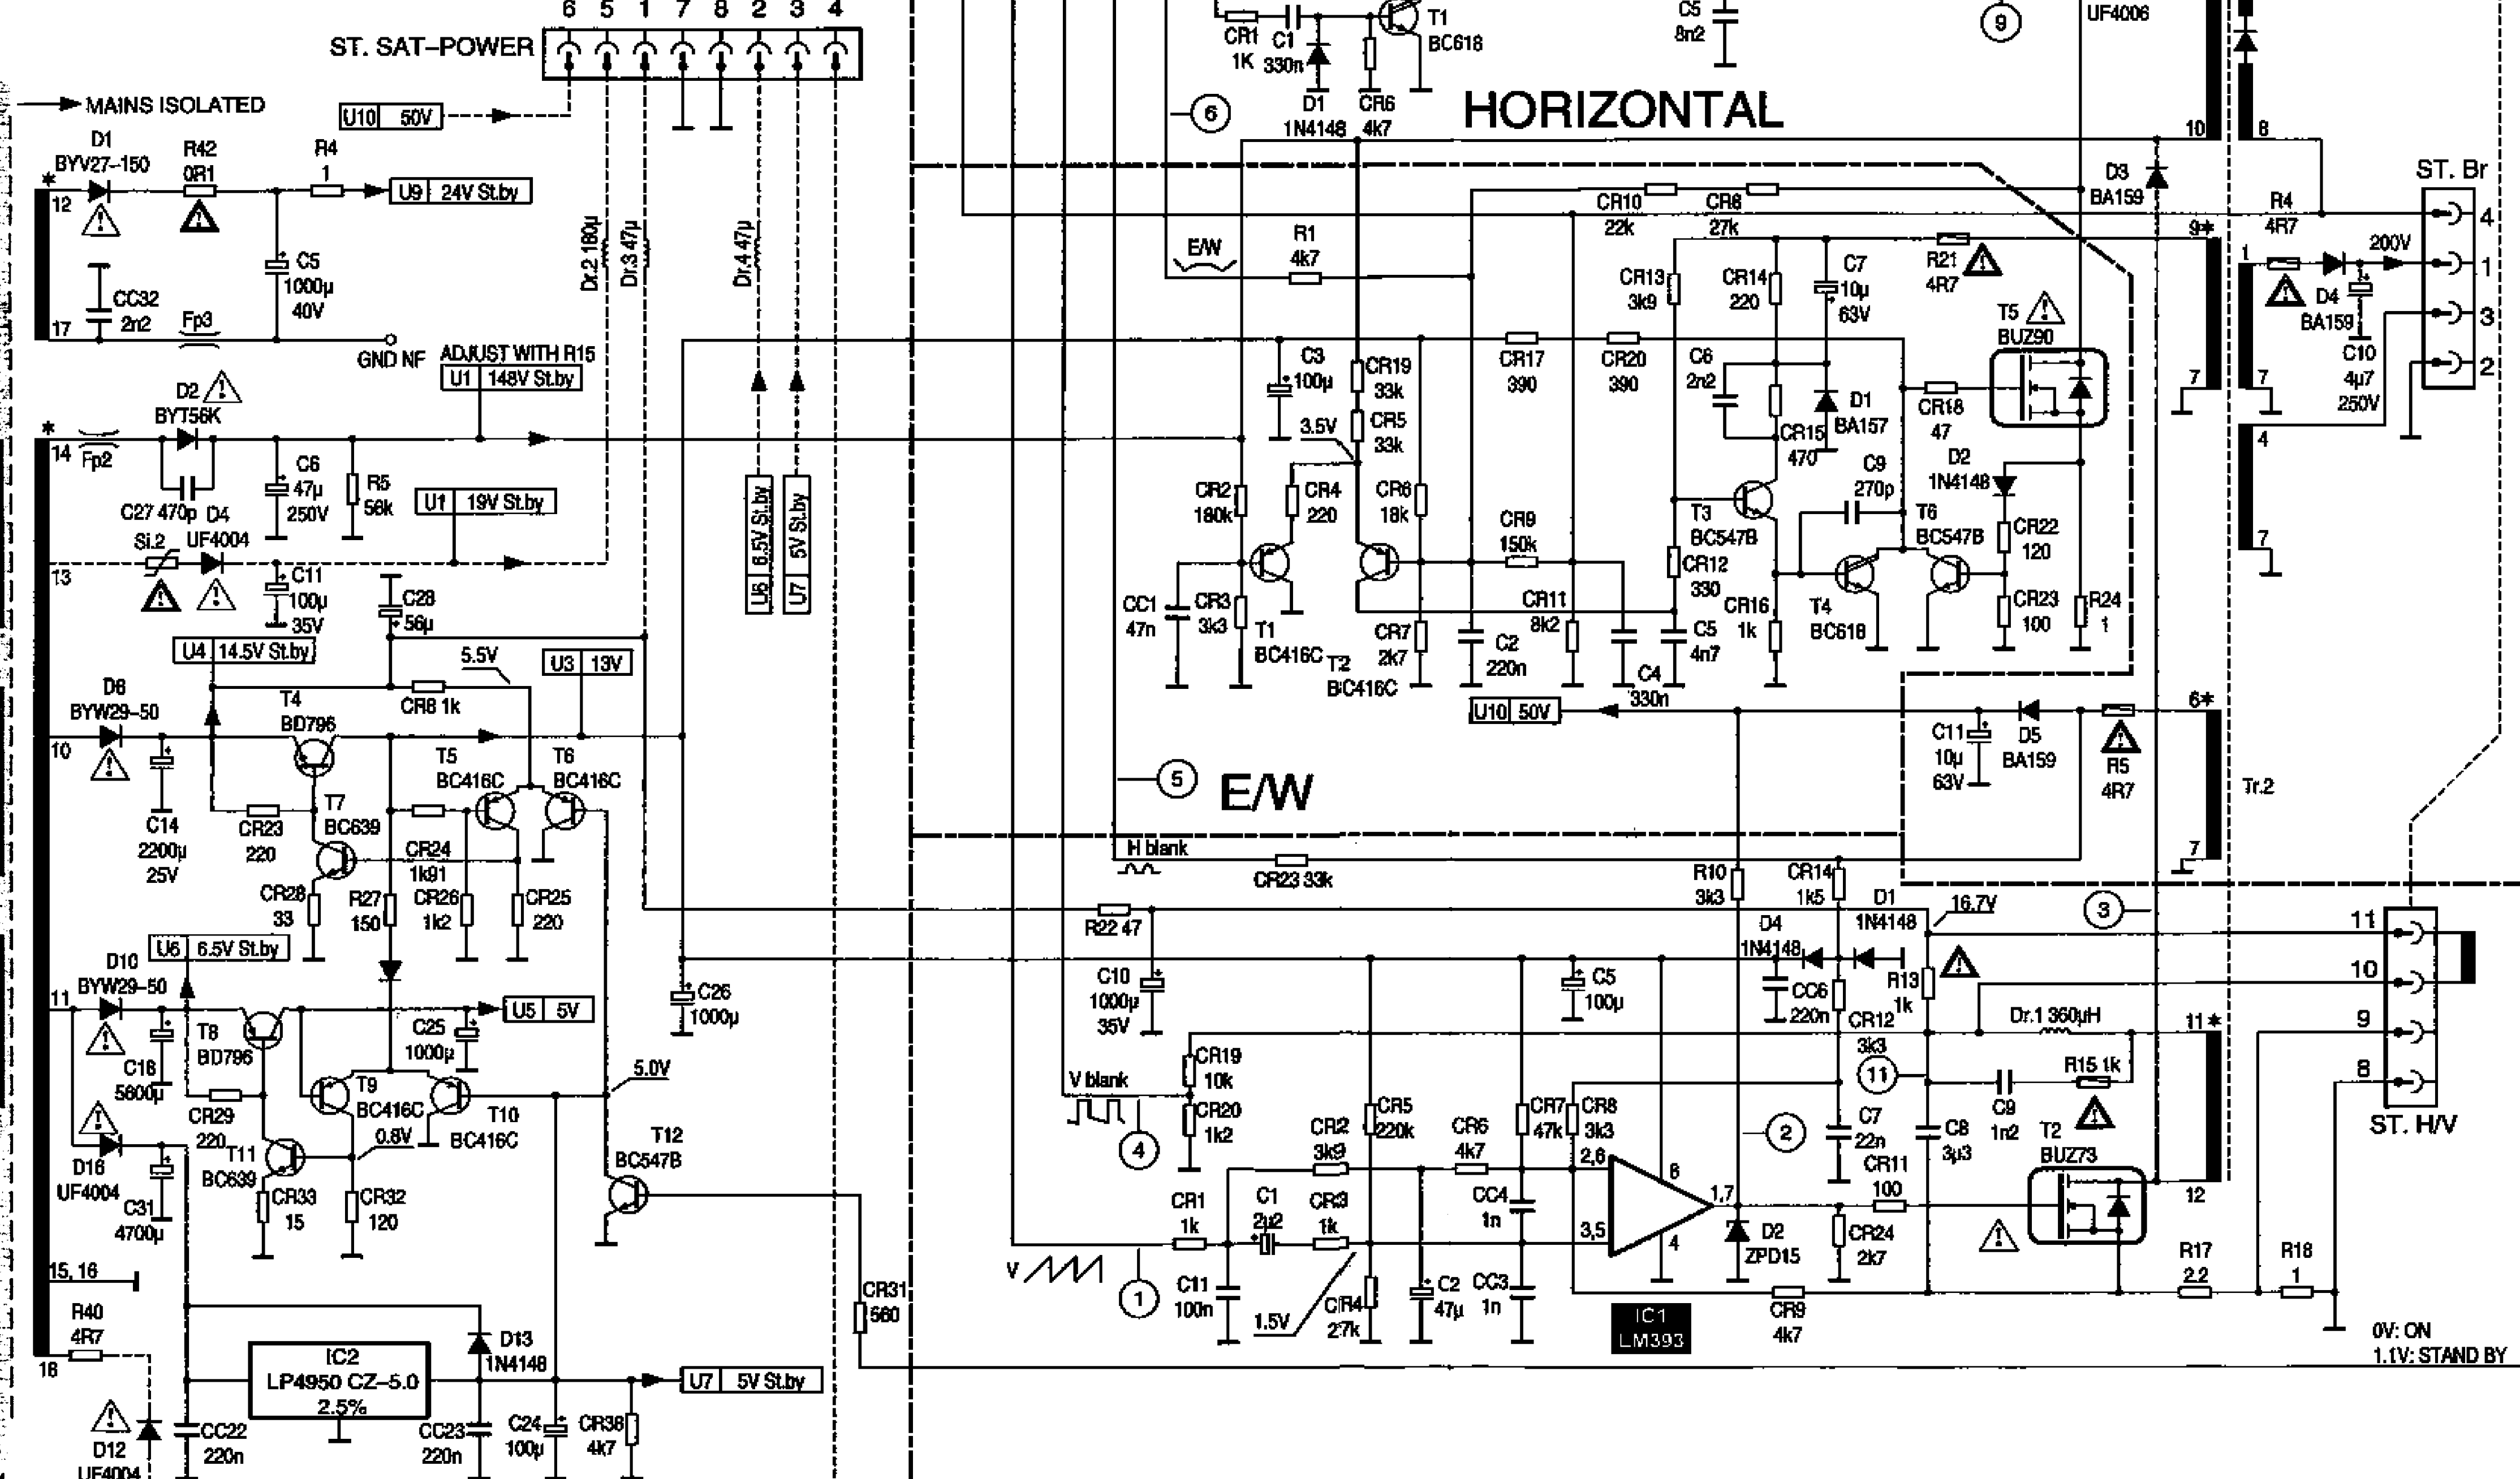 6 5 1 7 8 2 3 4
ST. SAT-POWER
MAINS ISOLATED
U10 50V
D1
BYV27-150
R42
0R1
R4
1
U9 24V St.by
*
12
C5
1000µ
40V
CC32
2n2
Fp3
17
GND NF
ADJUST WITH R15
U1 148V St.by
D2
BYT56K
*
14
Fp2
C27 470p
C6
47µ
250V
R5
56k
U1 19V St.by
D4
UF4004
Si.2
13
C11
100µ
35V
C28
56µ
U4 14.5V St.by
5.5V
U3 13V
Dr.2 180µ
Dr.3 47µ
Dr.4 47µ
U6 6.5V St.by
U7 5V St.by
D8
BYW29-50
T4
BD796
CR8 1k
10
C14
2200µ
25V
CR23
220
T7
BC639
T5
BC416C
T6
BC416C
CR24
1k91
CR28
33
R27
150
CR26
1k2
CR25
220
U6 6.5V St.by
D10
BYW29-50
11
T8
BD796
U5 5V
C25
1000µ
C26
1000µ
C18
5600µ
CR29
220
T9
BC416C
T10
BC416C
5.0V
0.8V
T11
BC639
D16
UF4004
C31
4700µ
CR33
15
CR32
120
T12
BC547B
15, 16
R40
4R7
18
IC2
LP4950 CZ-5.0
2.5%
D13
1N4148
CR31
560
U7 5V St.by
D12
UF4004
CC22
220n
CC23
220n
C24
100µ
CR38
4k7
CR1
1K
C1
330n
T1
BC618
D1
1N4148
CR6
4k7
C5
8n2
9
UF4006
6
HORIZONTAL
10
8
D3
BA159
ST. Br
4
1
3
2
CR10
22k
CR8
27k
R4
4R7
200V
E/W
R1
4k7
CR13
3k9
CR14
220
C7
10µ
63V
R21
4R7
9*
1
D4
BA159
C10
4µ7
250V
T5
BUZ90
C3
100µ
CR19
33k
CR17
390
CR20
390
C6
2n2
D1
BA157
CR18
47
7
7
3.5V
CR5
33k
CR15
470
C9
270p
D2
1N4148
4
CR2
180k
CR4
220
CR6
18k
CR9
150k
T3
BC547B
T6
BC547B
CR22
120
7
CR12
330
CC1
47n
CR3
3k3
T1
BC416C
T2
BC416C
CR7
2k7
CR11
8k2
C2
220n
C4
330n
C5
4n7
CR16
1k
T4
BC618
CR23
100
R24
1
U10 50V
6*
C11
10µ
63V
D5
BA159
R5
4R7
Tr.2
5
E/W
7
H blank
CR23 33k
R10
3k3
CR14
1k5
D1
1N4148
16.7V
3
R22 47
D4
1N4148
11
10
9
8
ST. H/V
C10
1000µ
35V
C5
100µ
CC6
220n
R13
1k
CR12
3k3
Dr.1 360µH
11*
CR19
10k
V blank
CR20
1k2
4
11
R15 1k
C9
1n2
CR2
3k9
CR5
220k
CR6
4k7
CR7
47k
CR8
3k3
2
C7
22n
C8
3µ3
T2
BUZ73
2,6
8
CR11
100
12
CR1
1k
C1
2µ2
CR3
1k
CC4
1n
1,7
3,5
4
D2
ZPD15
CR24
2k7
V
1
C11
100n
1.5V
CR4
27k
C2
47µ
CC3
1n
IC1
LM393
CR9
4k7
R17
2.2
R18
1
0V: ON
1.1V: STAND BY